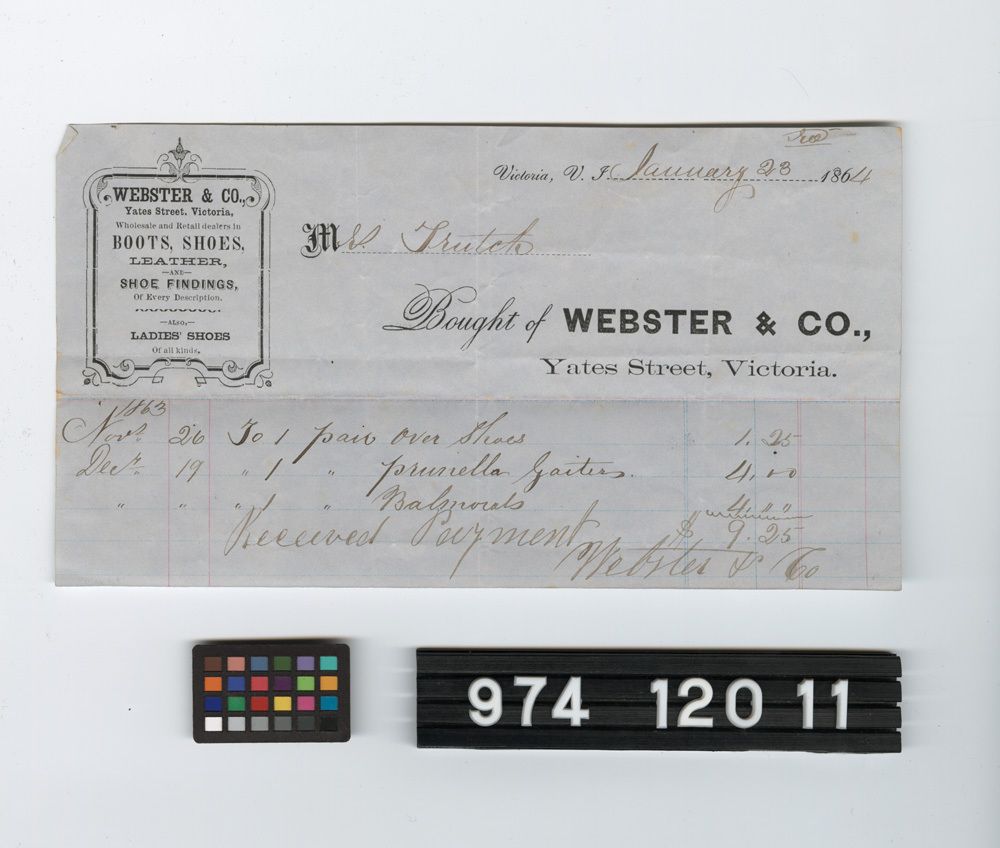 WEBSTER & CO.,
Yates Street, Victoria,
Wholesale and Retail dealers in
BOOTS, SHOES,
LEATHER,
—AND—
SHOE FINDINGS,
Of Every Description.
—ALSO,—
LADIES' SHOES
Of all kinds.
Victoria, V. I. January 23 1864
Mrs. Trutch
Bought of WEBSTER & CO.,
Yates Street, Victoria.
1863
Novr 26 To 1 pair Over Shoes 1.25
Decr 19 " 1 " prunella Gaiters 4.00
" " " 1 " Balmorals 4. " "
Received Payment $ 9.25
Webster & Co
974 120 11